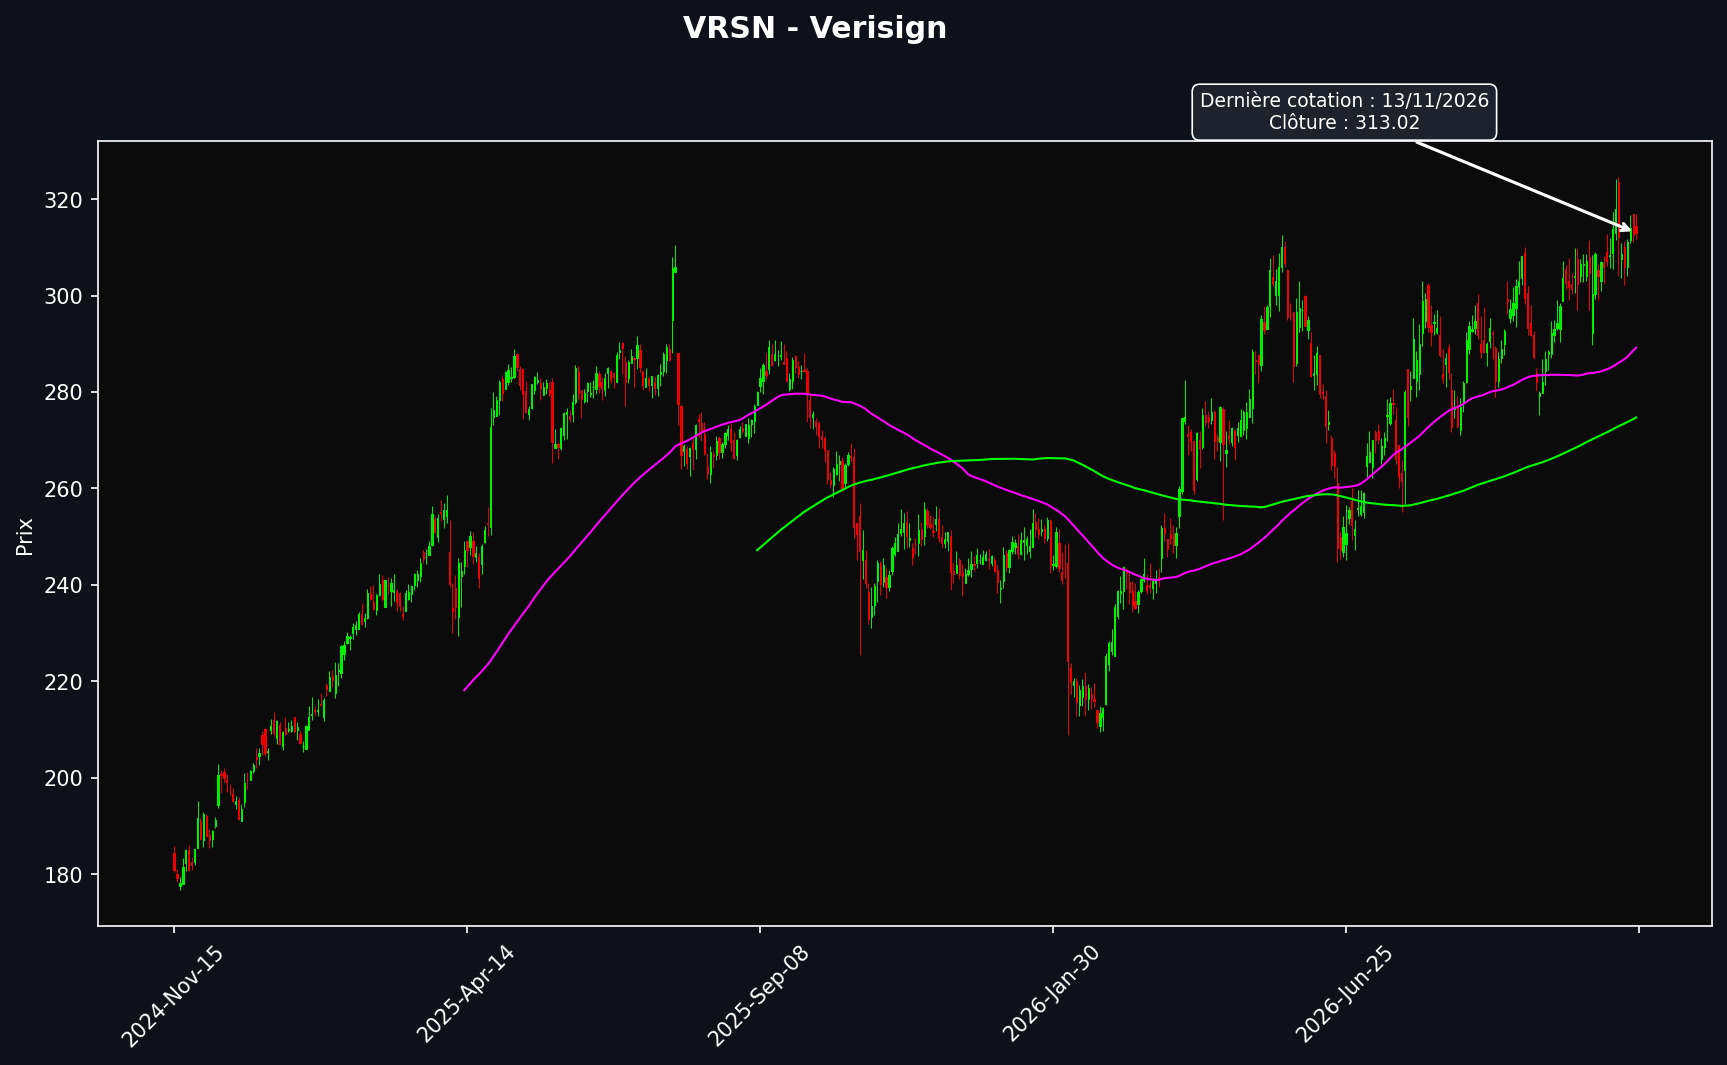 VRSN - Verisign
Dernière cotation : 13/11/2026
Clôture : 313.02
Prix
320
300
280
260
240
220
200
180
2024-Nov-15
2025-Apr-14
2025-Sep-08
2026-Jan-30
2026-Jun-25